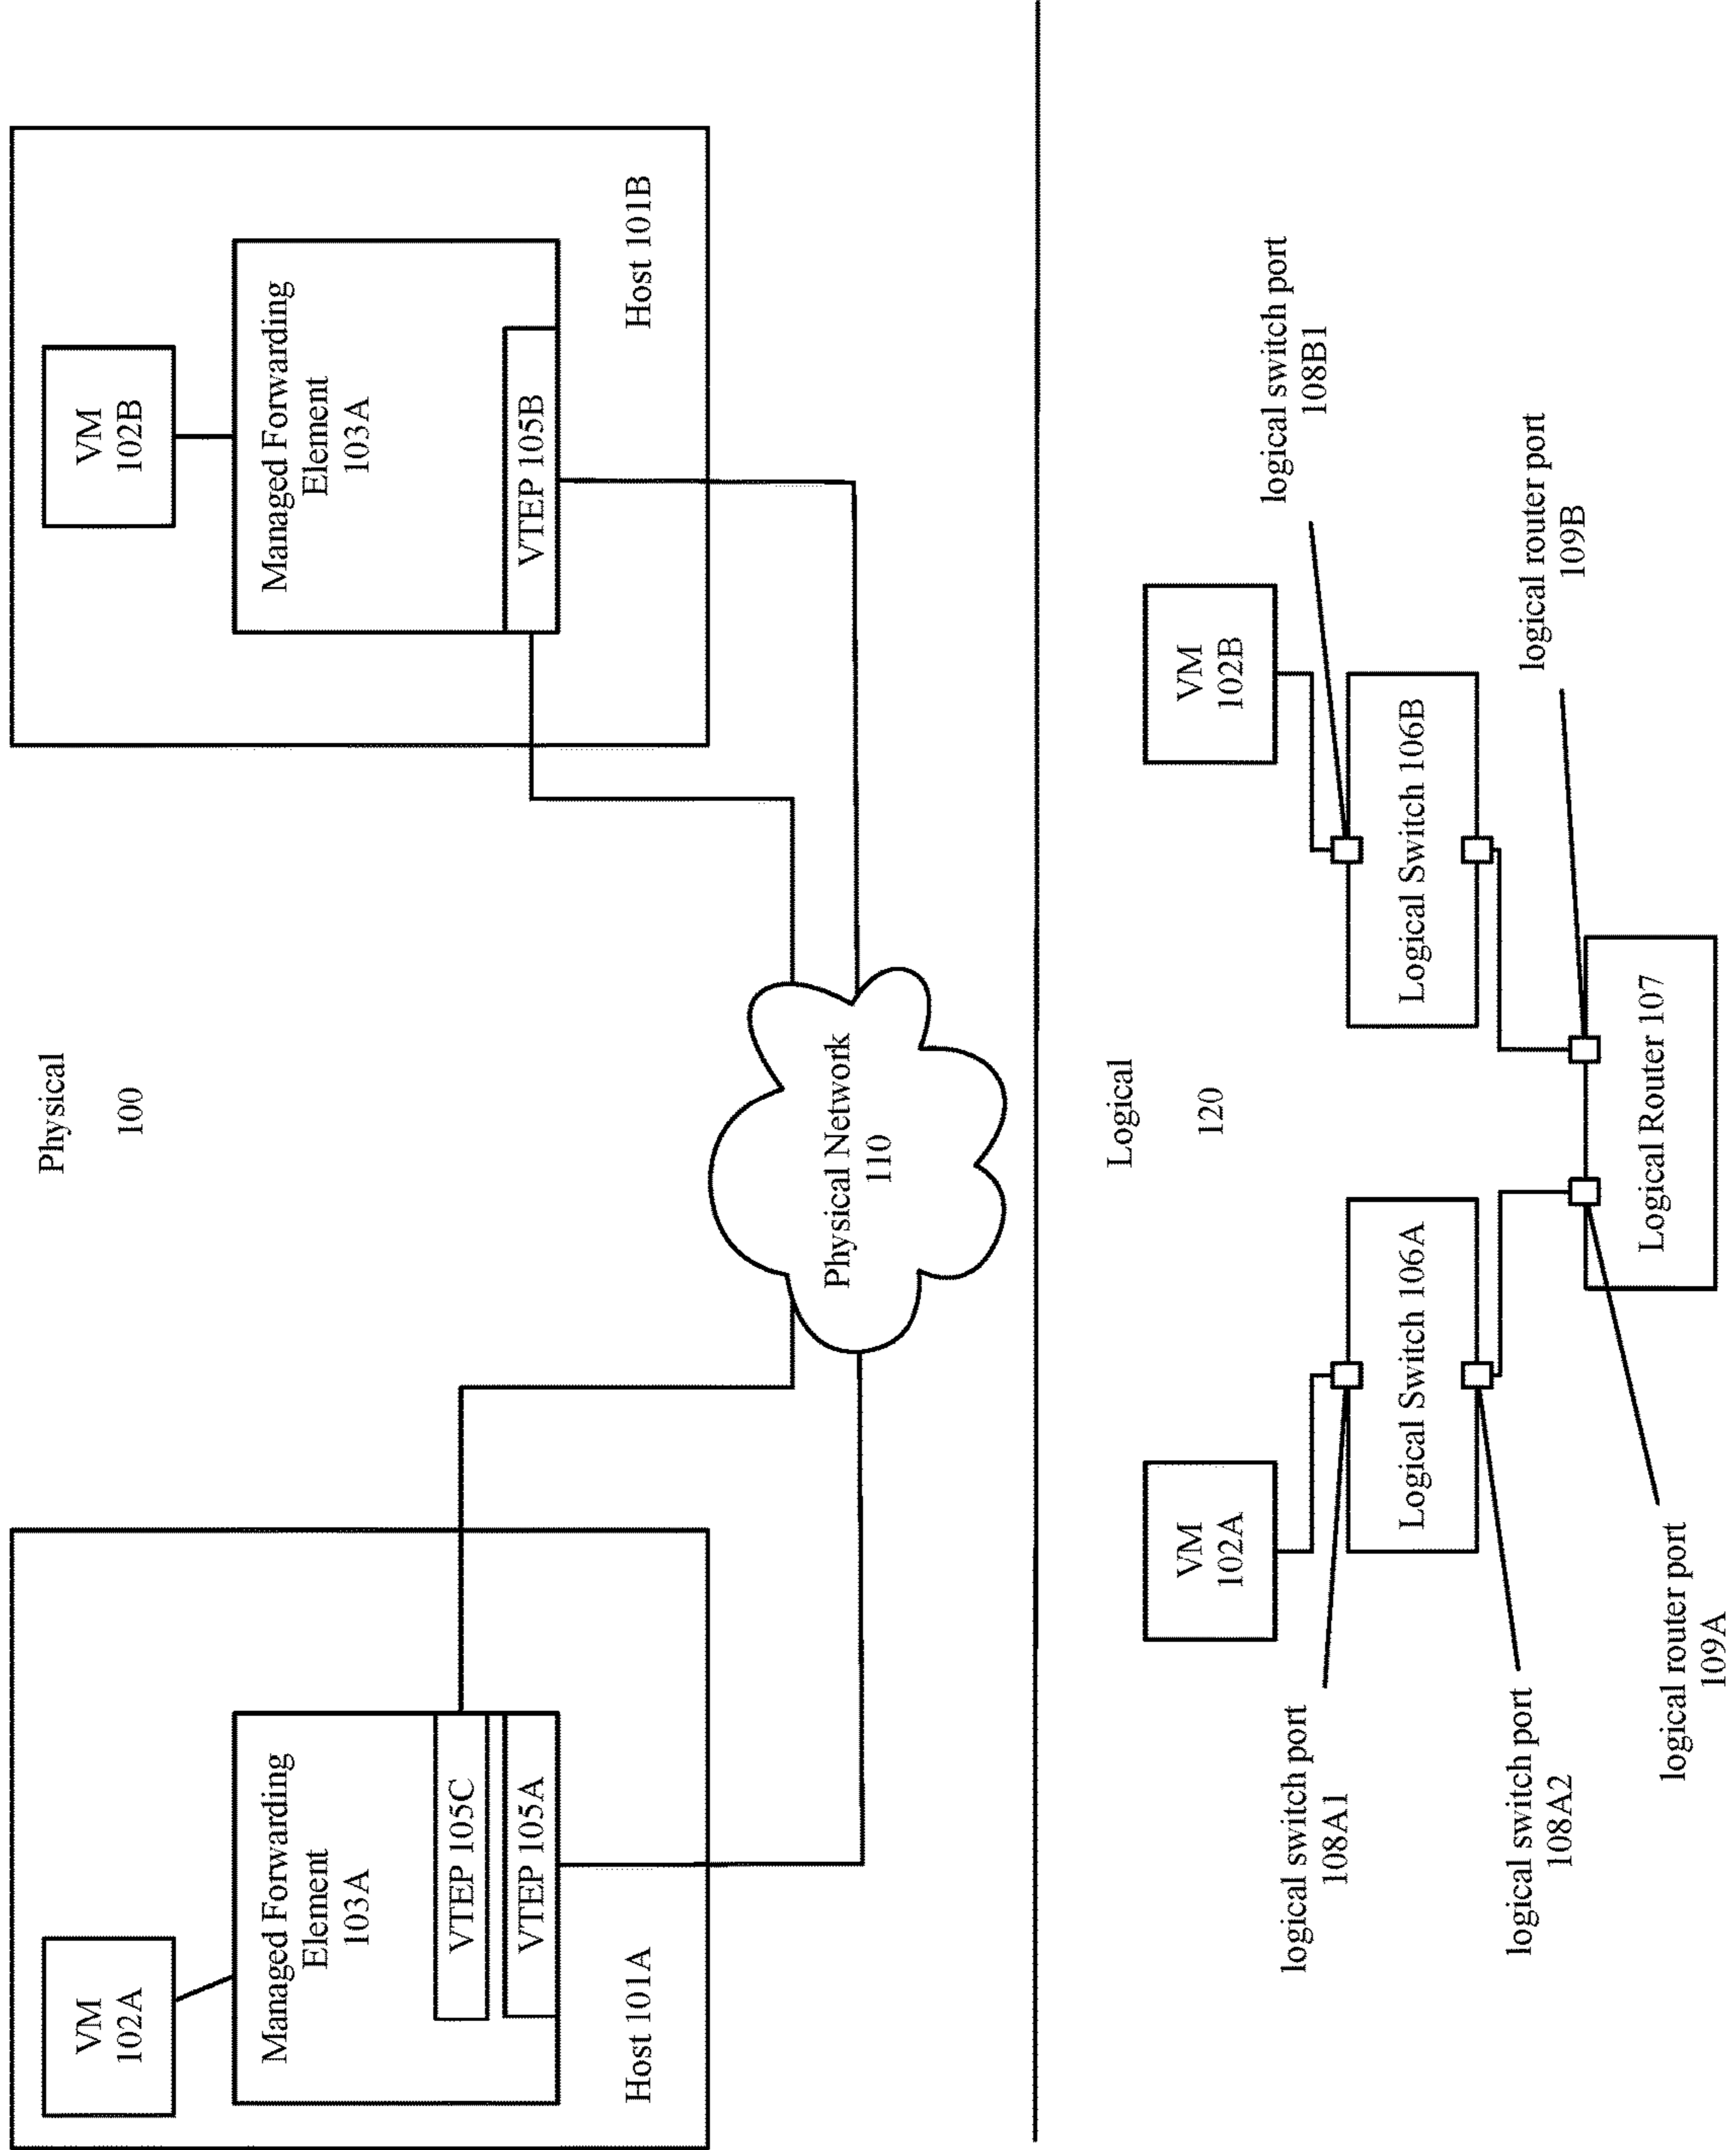 Physical
100
VM
102A
Managed Forwarding
Element
103A
VTEP 105C
VTEP 105A
Host 101A
VM
102B
Managed Forwarding
Element
103A
VTEP 105B
Host 101B
Physical Network
110
Logical
120
VM
102A
VM
102B
logical switch port
108A1
logical switch port
108B1
Logical Switch 106A
Logical Switch 106B
logical switch port
108A2
logical router port
109B
Logical Router 107
logical router port
109A